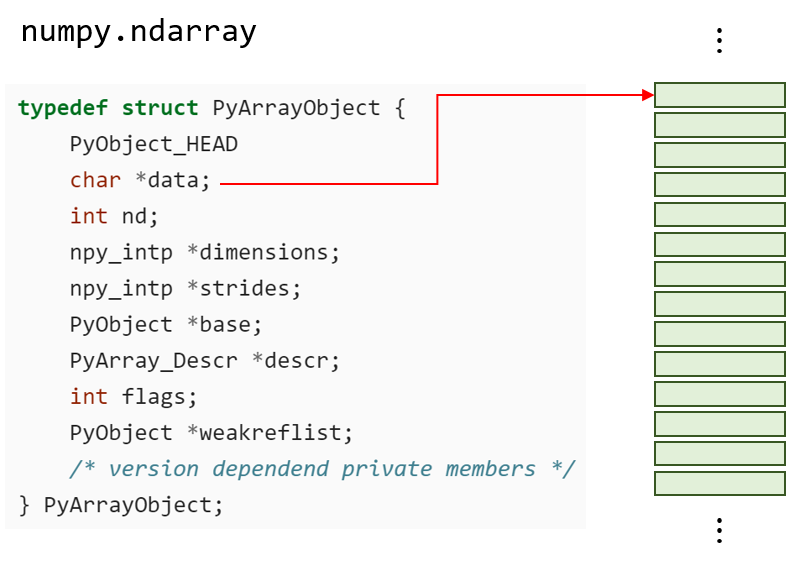 numpy.ndarray
typedef struct PyArrayObject {
PyObject_HEAD
char *data;
int nd;
npy_intp *dimensions;
npy_intp *strides;
PyObject *base;
PyArray_Descr *descr;
int flags;
PyObject *weakreflist;
/* version dependend private members */
} PyArrayObject;